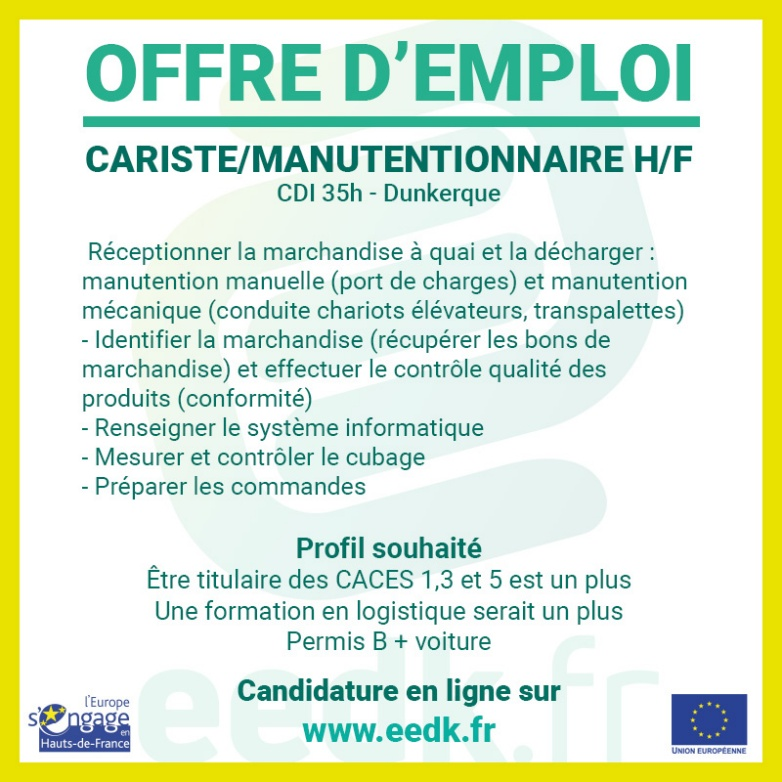 OFFRE D’EMPLOI
CARISTE/MANUTENTIONNAIRE H/F
CDI 35h - Dunkerque
Réceptionner la marchandise à quai et la décharger :
manutention manuelle (port de charges) et manutention
mécanique (conduite chariots élévateurs, transpalettes)
- Identifier la marchandise (récupérer les bons de
marchandise) et effectuer le contrôle qualité des
produits (conformité)
- Renseigner le système informatique
- Mesurer et contrôler le cubage
- Préparer les commandes
Profil souhaité
Être titulaire des CACES 1,3 et 5 est un plus
Une formation en logistique serait un plus
Permis B + voiture
eedk.fr
Candidature en ligne sur
www.eedk.fr
l'Europe
s'Engage
en
Hauts-de-France
UNION EUROPÉENNE